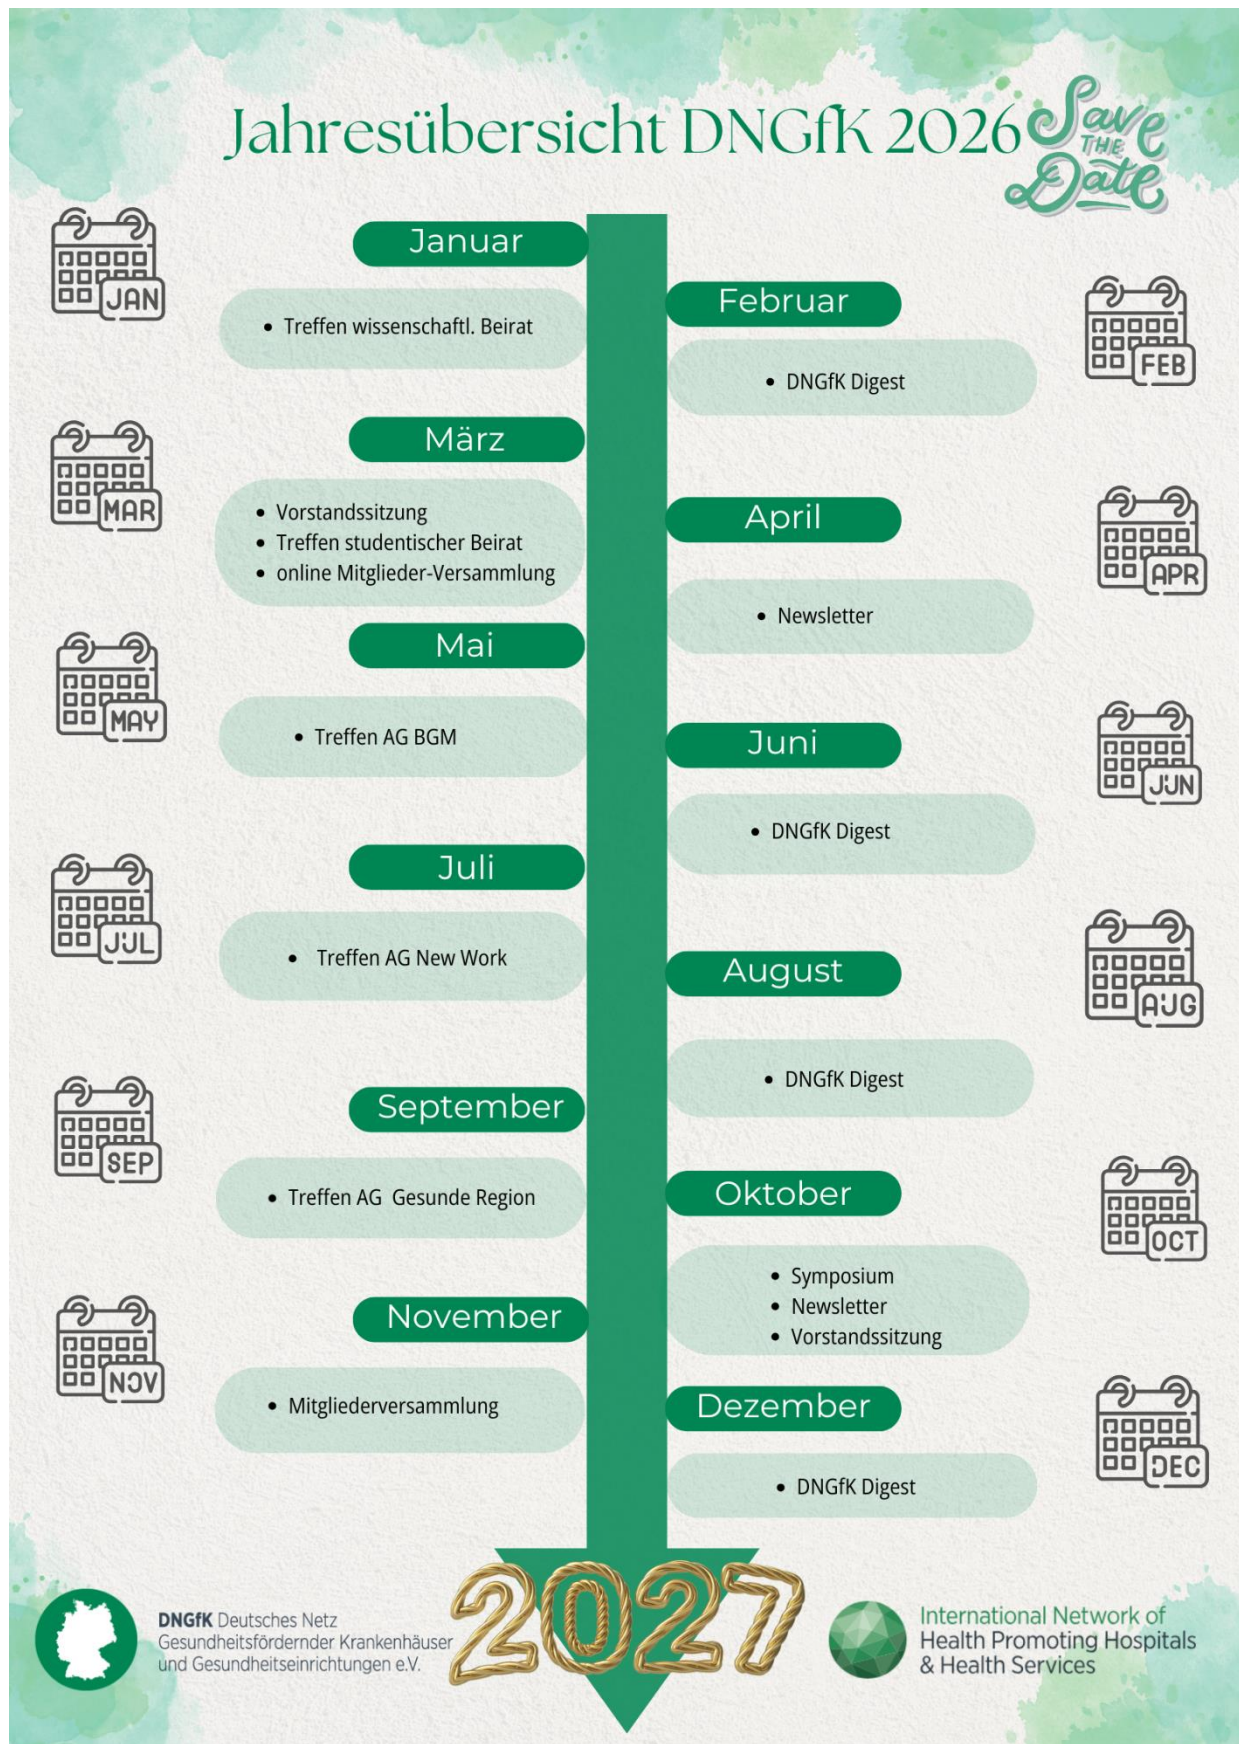 Jahresübersicht DNGfK 2026
Save
THE
Date
JAN
Januar
• Treffen wissenschaftl. Beirat
Februar
FEB
• DNGfK Digest
MAR
März
• Vorstandssitzung
• Treffen studentischer Beirat
• online Mitglieder-Versammlung
April
APR
• Newsletter
MAY
Mai
• Treffen AG BGM
Juni
JUN
• DNGfK Digest
JUL
Juli
• Treffen AG New Work
August
AUG
• DNGfK Digest
SEP
September
• Treffen AG  Gesunde Region
Oktober
OCT
• Symposium
• Newsletter
• Vorstandssitzung
NOV
November
• Mitgliederversammlung
Dezember
DEC
• DNGfK Digest
2027
DNGfK Deutsches Netz
Gesundheitsfördernder Krankenhäuser
und Gesundheitseinrichtungen e.V.
International Network of
Health Promoting Hospitals
& Health Services